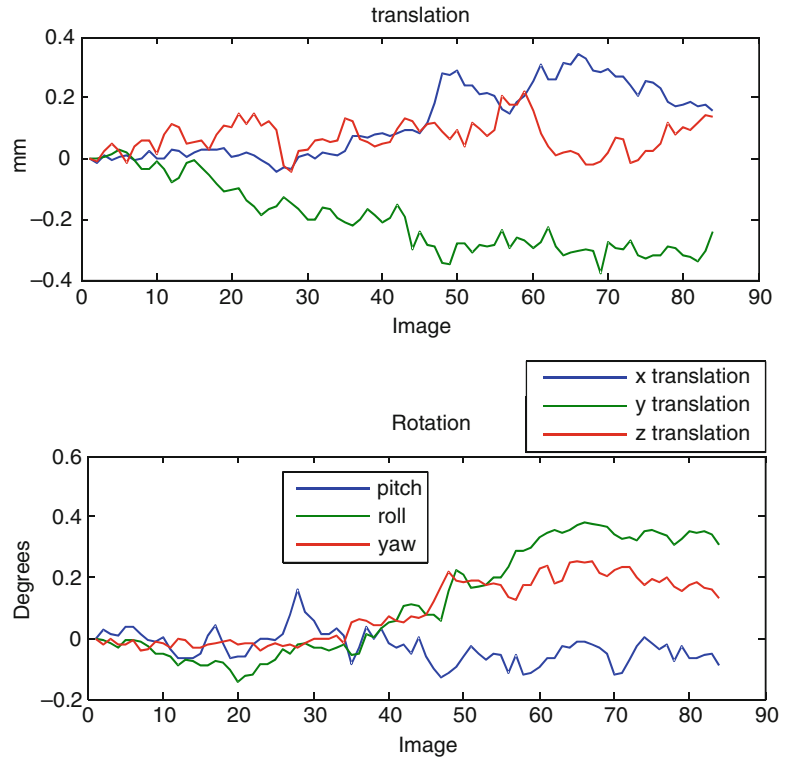 translation
0.4
0.2
0
–0.2
–0.4
mm
0 10 20 30 40 50 60 70 80 90
Image
x translation
y translation
z translation
Rotation
0.6
0.4
0.2
0
–0.2
Degrees
pitch
roll
yaw
0 10 20 30 40 50 60 70 80 90
Image